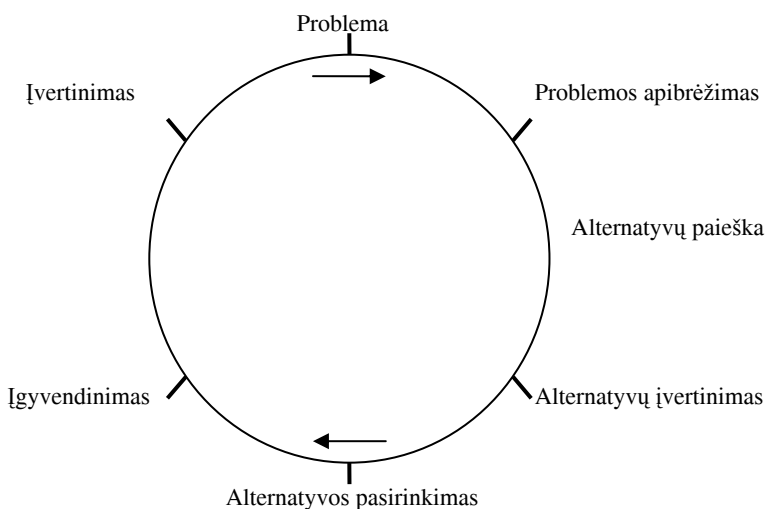 Problema
Įvertinimas
Problemos apibrėžimas
Alternatyvų paieška
Įgyvendinimas
Alternatyvų įvertinimas
Alternatyvos pasirinkimas